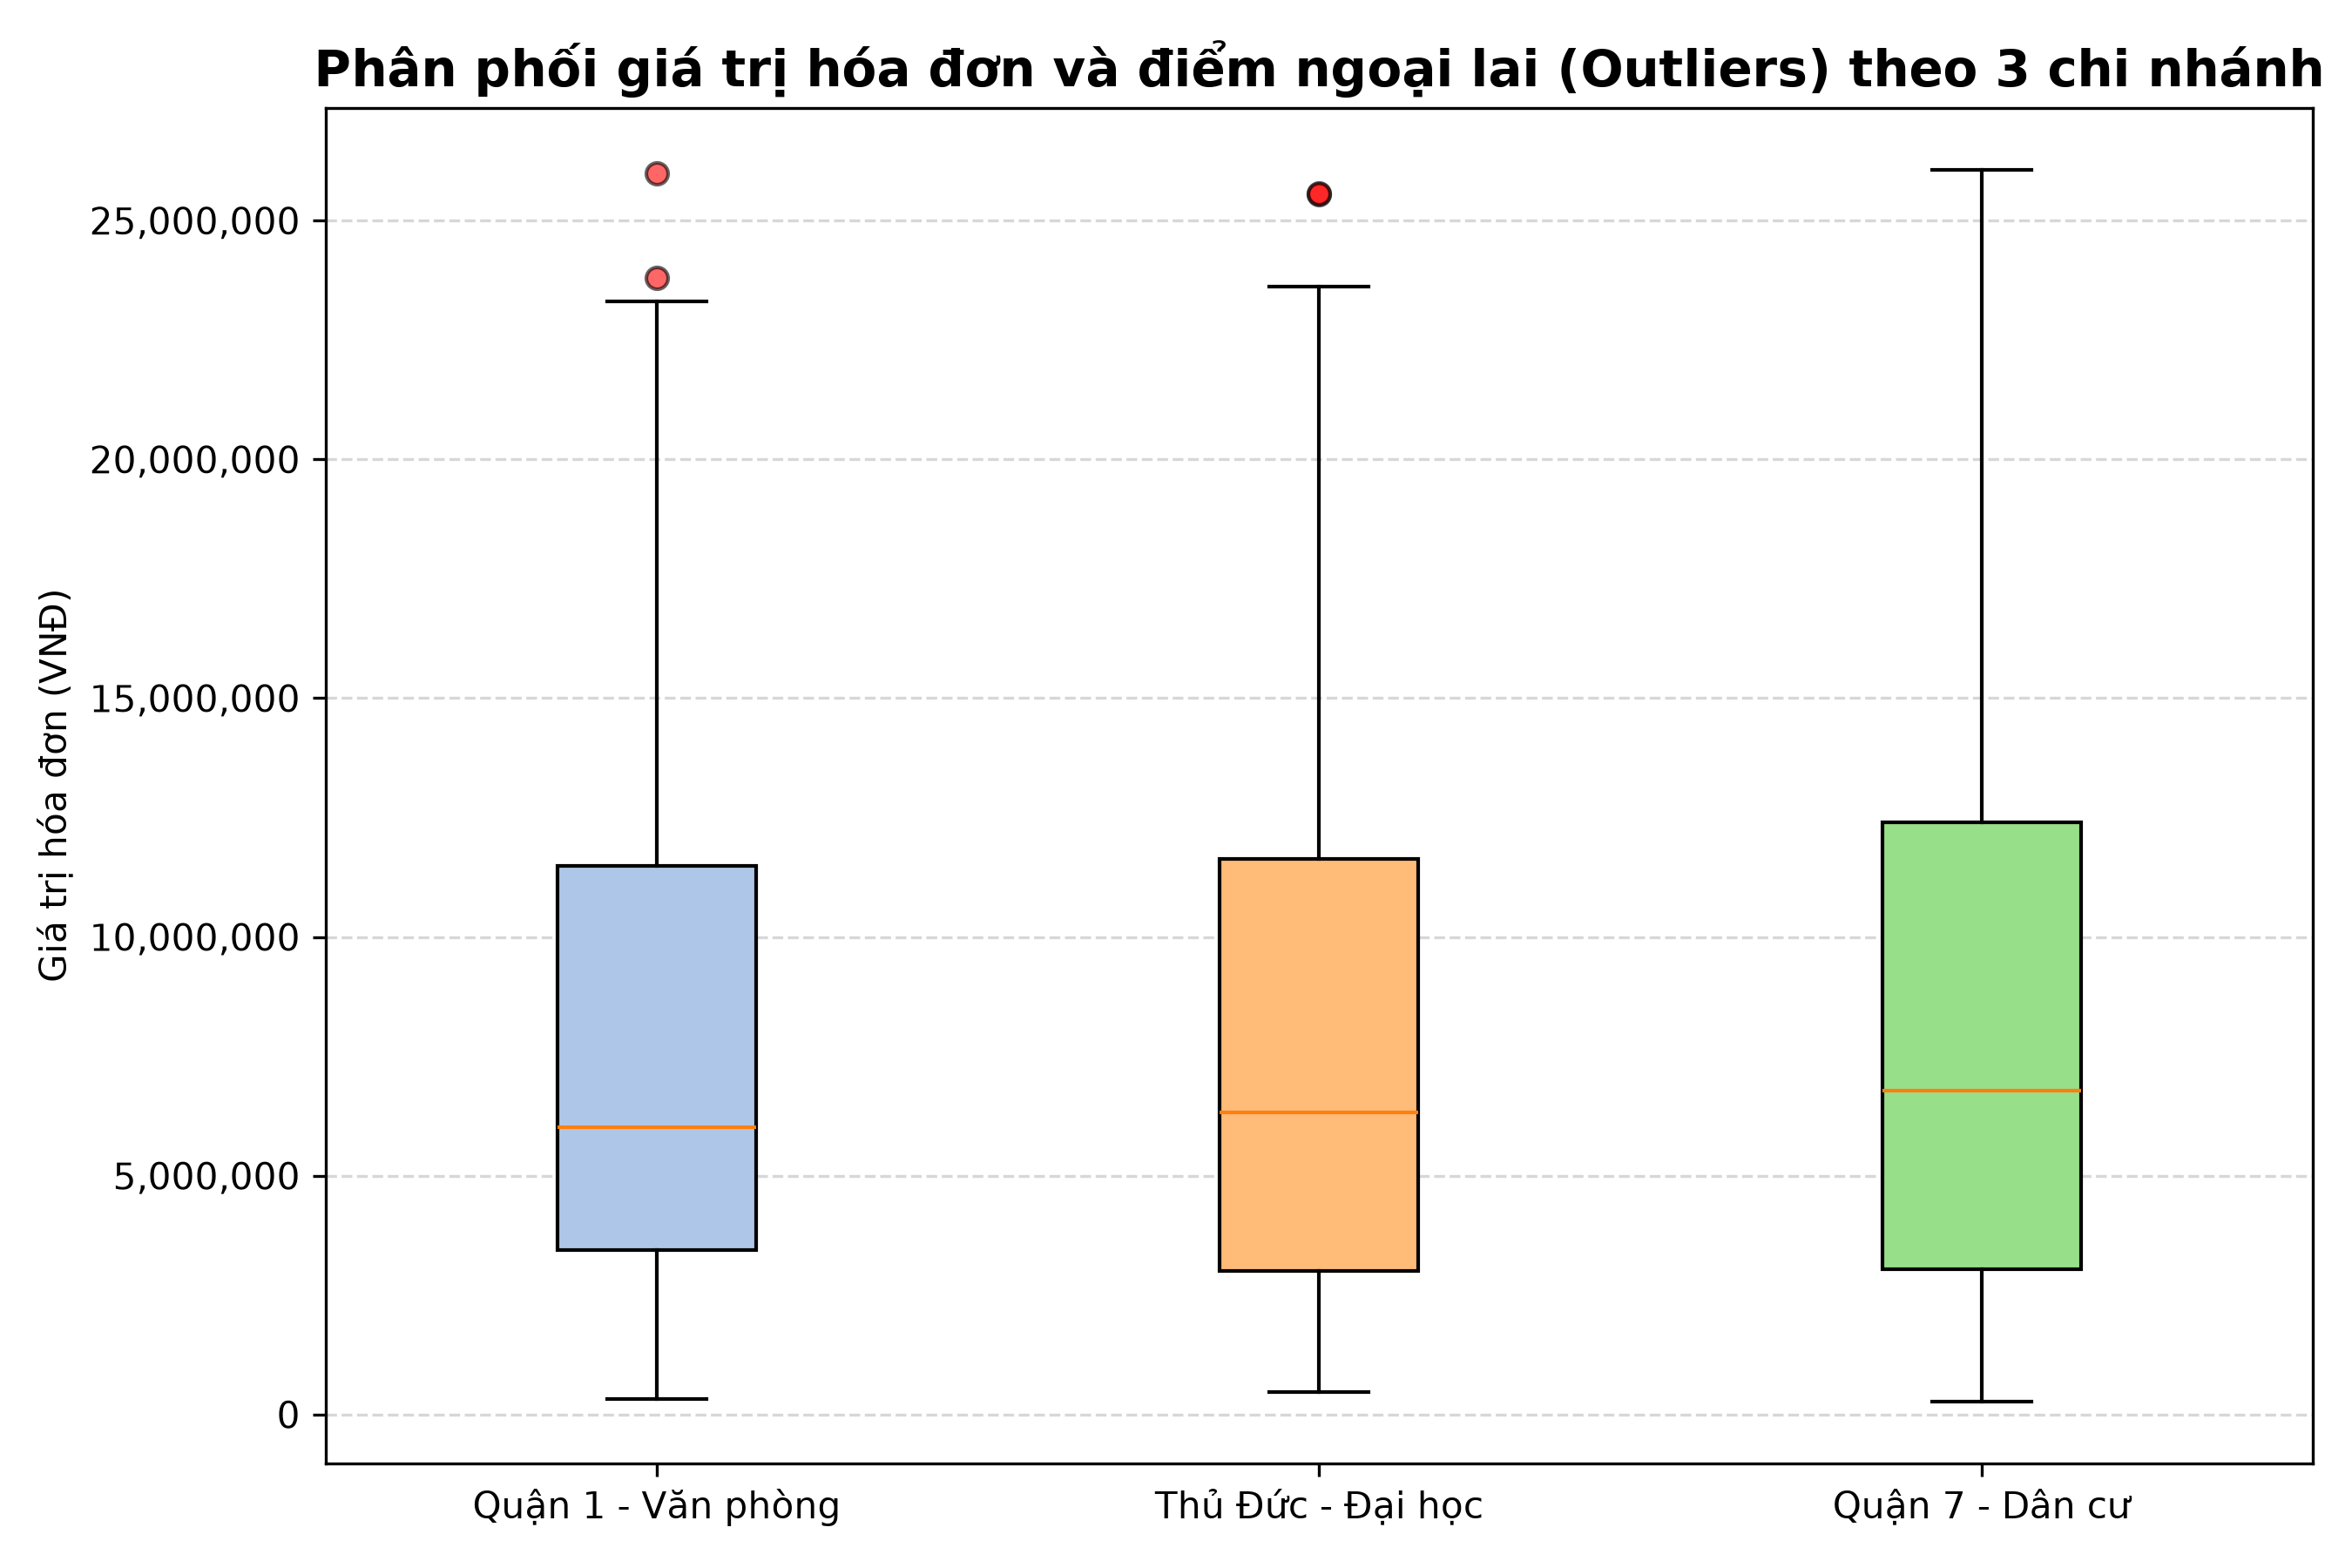 Phân phối giá trị hóa đơn và điểm ngoại lai (Outliers) theo 3 chi nhánh
Giá trị hóa đơn (VNĐ)
25,000,000
20,000,000
15,000,000
10,000,000
5,000,000
0
Quận 1 - Văn phòng
Thủ Đức - Đại học
Quận 7 - Dân cư